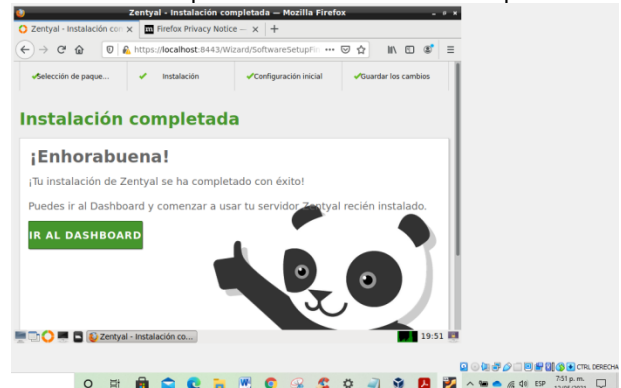 Zentyal - Instalación completada — Mozilla Firefox
Zentyal - Instalación con
Firefox Privacy Notice —
https://localhost:8443/Wizard/SoftwareSetupFin
Selección de paque...
Instalación
Configuración inicial
Guardar los cambios
Instalación completada
¡Enhorabuena!
¡Tu instalación de Zentyal se ha completado con éxito!
Puedes ir al Dashboard y comenzar a usar tu servidor Zentyal recién instalado.
IR AL DASHBOARD
Zentyal - Instalación co...
19:51
CTRL DERECHA
ESP
7:51 p. m.